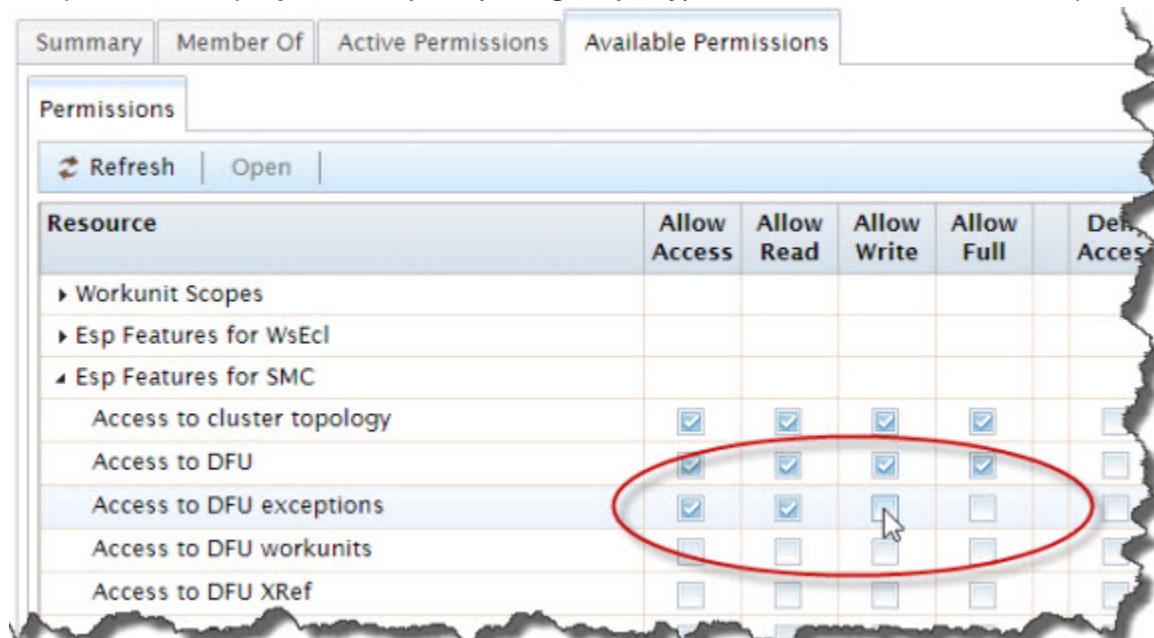 Summary Member Of Active Permissions Available Permissions
Permissions
Refresh Open
Resource Allow Access Allow Read Allow Write Allow Full
Workunit Scopes
Esp Features for WsEcl
Esp Features for SMC
Access to cluster topology
Access to DFU
Access to DFU exceptions
Access to DFU workunits
Access to DFU XRef